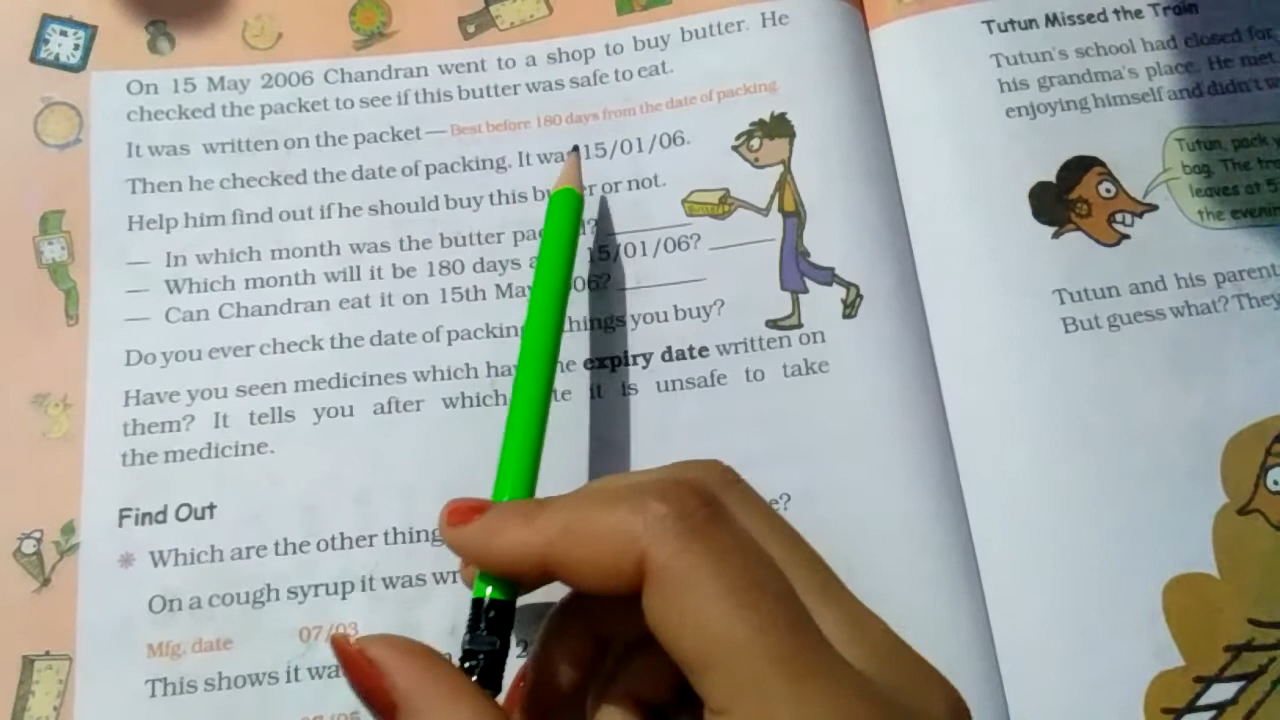 On 15 May 2006 Chandran went to a shop to buy butter. He
checked the packet to see if this butter was safe to eat.
It was written on the packet — Best before 180 days from the date of packing.
Then he checked the date of packing. It was 15/01/06.
Help him find out if he should buy this or not.
— In which month was the butter
— Which month will it be 180 days 15/01/06?
— Can Chandran eat it on 15th May
Do you ever check the date of packing things you buy?
Have you seen medicines which expiry date written on
them? It tells you after which it is unsafe to take
the medicine.
Find Out
Which are the other
On a cough syrup it was
Mfg. date 07/03
This shows it
BUTTER
Tutun Missed the Train
Tutun's school had closed for
his grandma's place. He met
enjoying himself and didn't
Tutun, pack
bag. The
leaves at 5
the
Tutun and his
But guess what? They